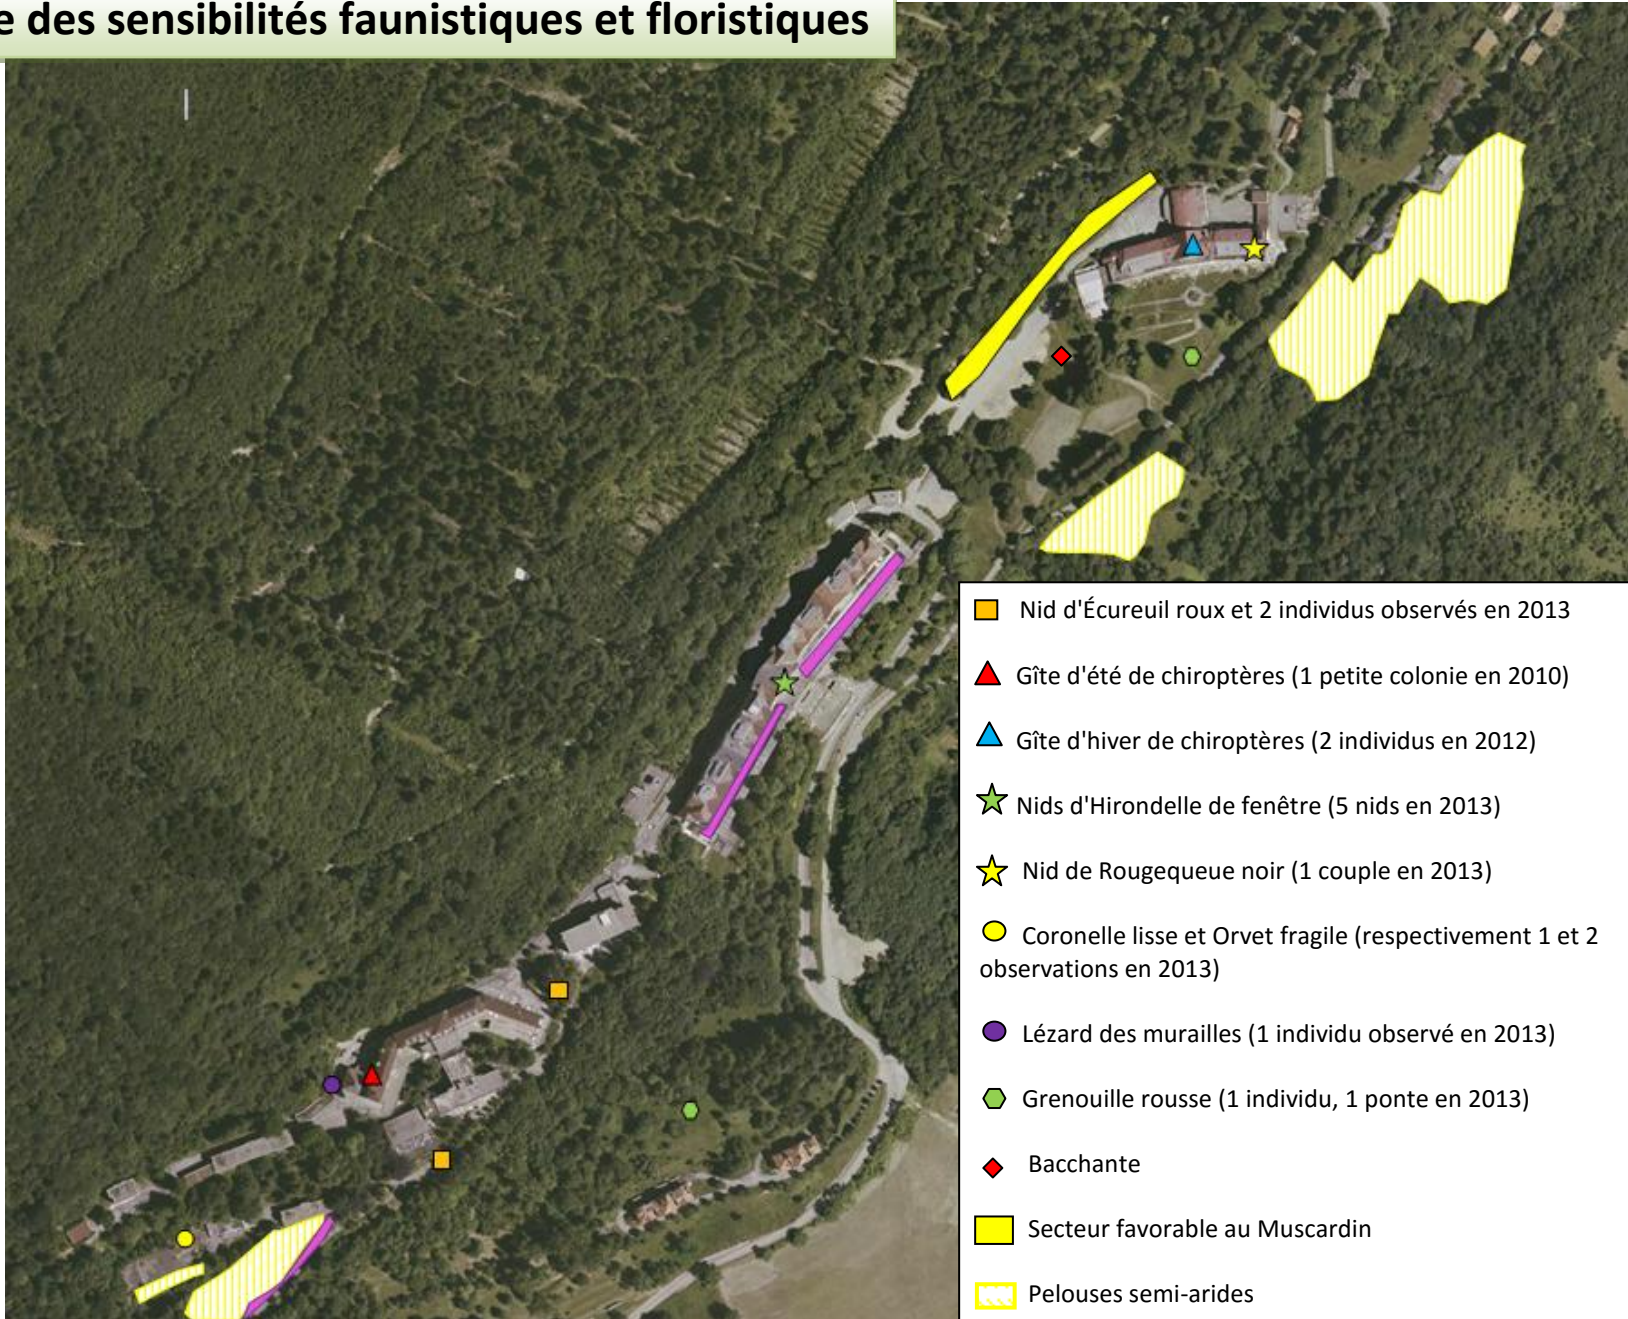 e des sensibilités faunistiques et floristiques
Nid d'Écureuil roux et 2 individus observés en 2013
Gîte d'été de chiroptères (1 petite colonie en 2010)
Gîte d'hiver de chiroptères (2 individus en 2012)
Nids d'Hirondelle de fenêtre (5 nids en 2013)
Nid de Rougequeue noir (1 couple en 2013)
Coronelle lisse et Orvet fragile (respectivement 1 et 2
observations en 2013)
Lézard des murailles (1 individu observé en 2013)
Grenouille rousse (1 individu, 1 ponte en 2013)
Bacchante
Secteur favorable au Muscardin
Pelouses semi-arides